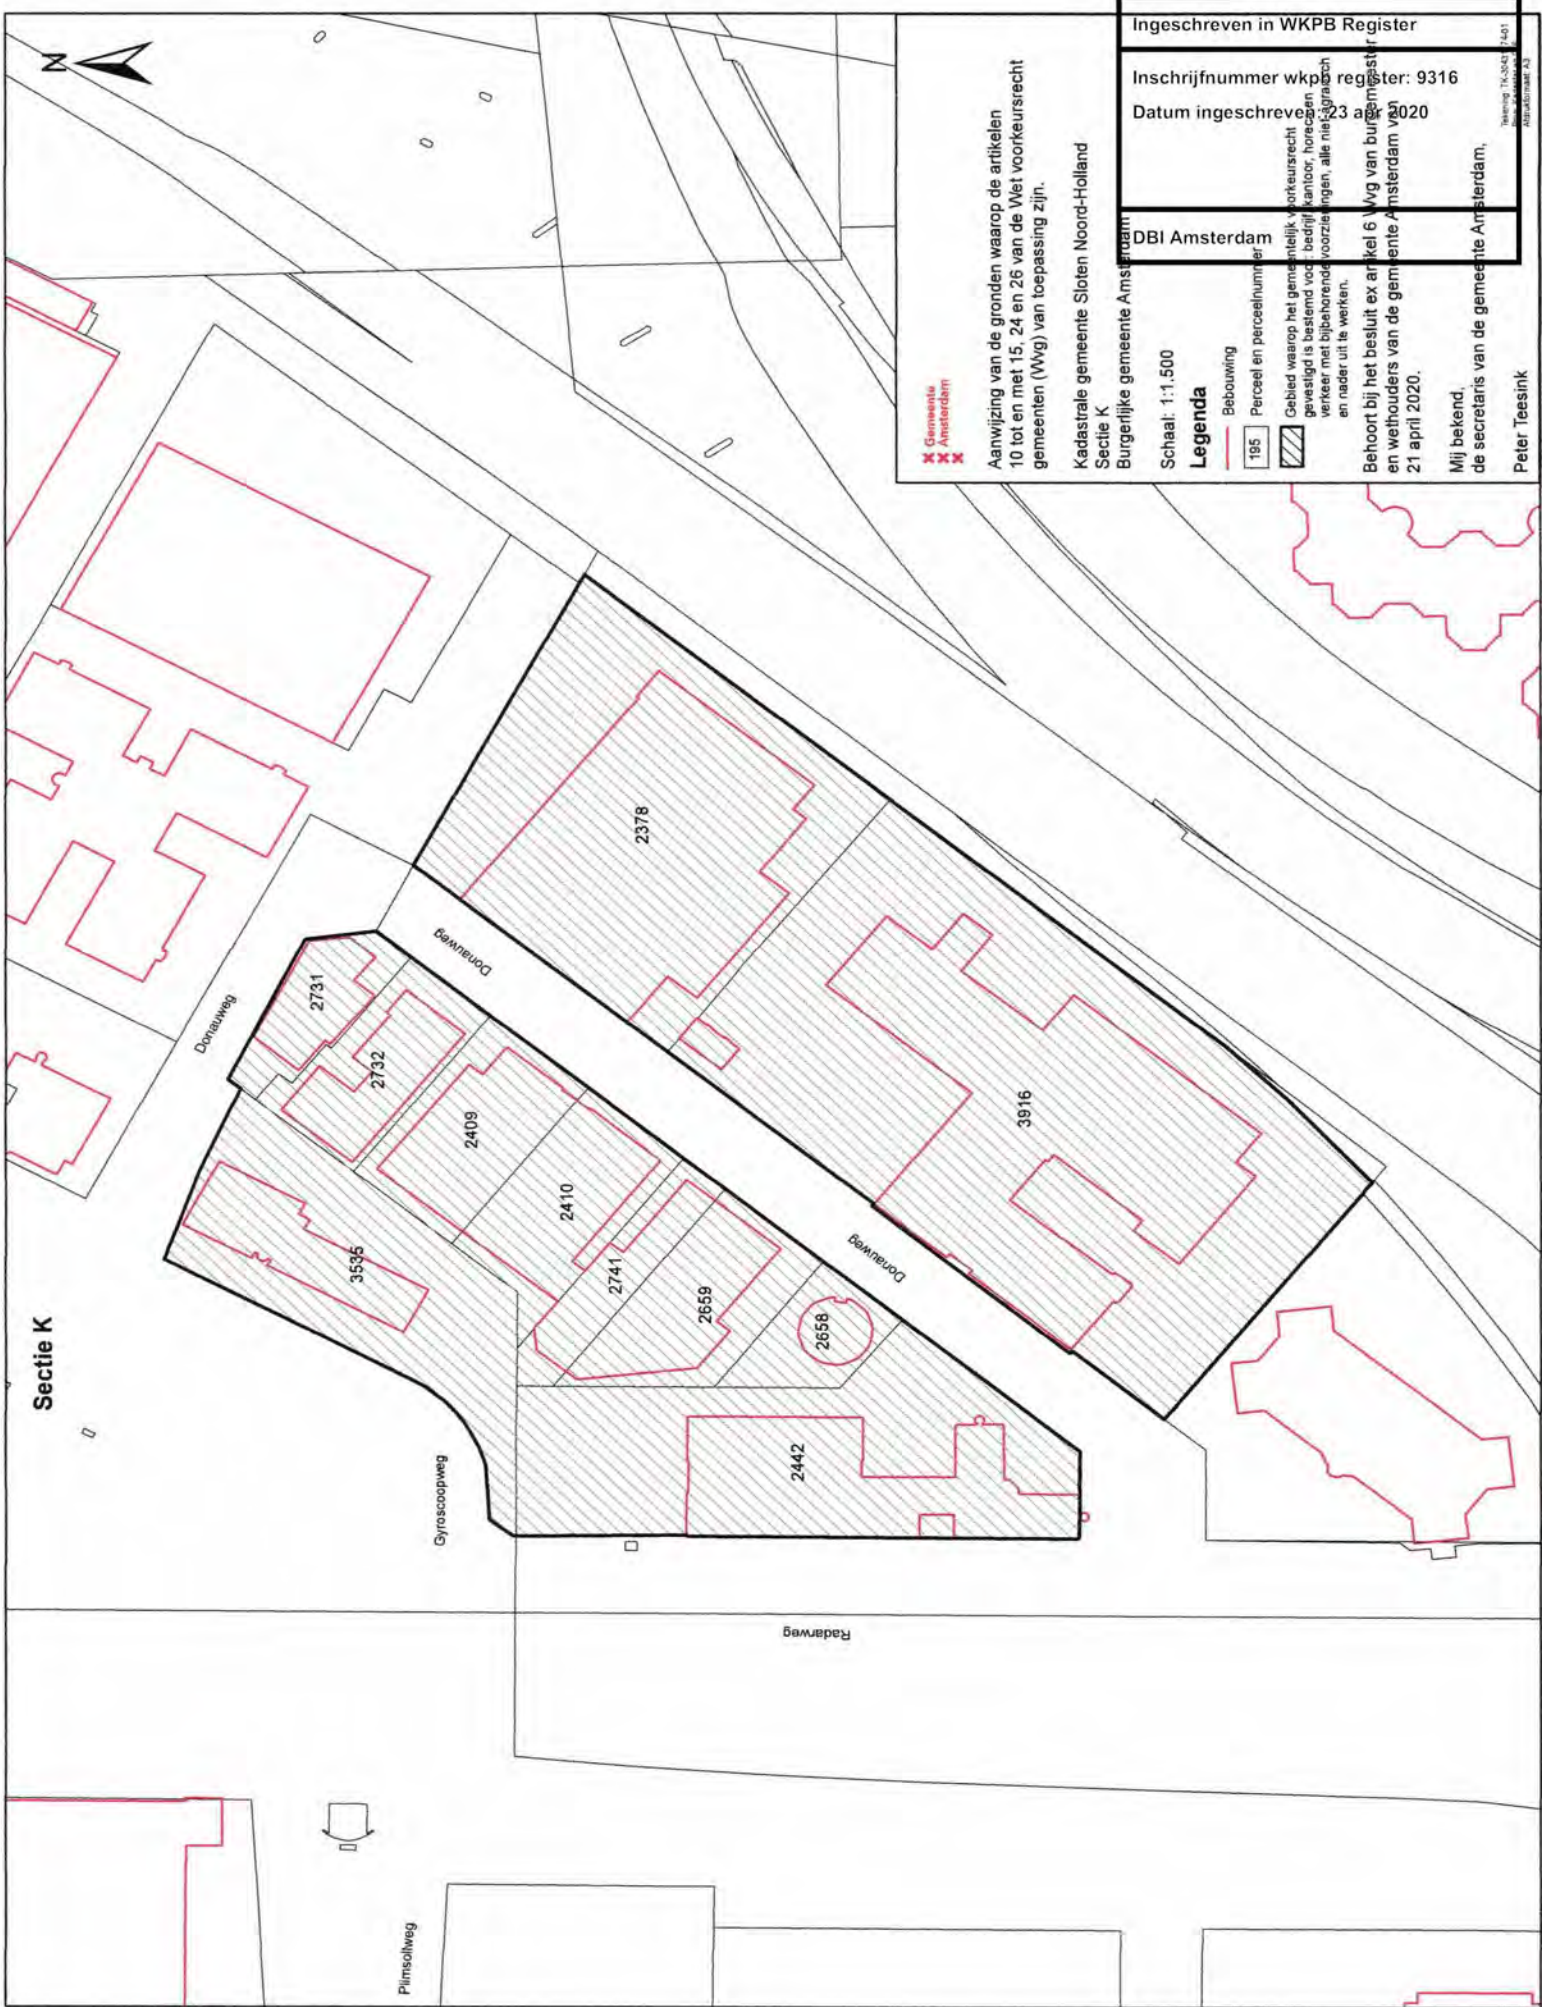 N
Sectie K
Donauweg
Donauweg
Donauweg
Gyroscoopweg
Radarweg
Plimsollweg
2731
2732
2409
2410
2741
2659
2658
2442
3535
2378
3916
Gemeente
Amsterdam
Aanwijzing van de gronden waarop de artikelen
10 tot en met 15, 24 en 26 van de Wet voorkeursrecht
gemeenten (Wvg) van toepassing zijn.
Kadastrale gemeente Sloten Noord-Holland
Sectie K
Burgerlijke gemeente Amsterdam
Schaal: 1:1.500
Legenda
Bebouwing
195 Perceel en perceelnummer
Gebied waarop het gemeentelijk voorkeursrecht
gevestigd is bestemd voor: bedrijf, kantoor, horeca en
verkeer met bijbehorende voorzieningen, alle niet-agrarisch
en nader uit te werken.
Behoort bij het besluit ex artikel 6 Wvg van burgemeester
en wethouders van de gemeente Amsterdam van
21 april 2020.
Mij bekend,
de secretaris van de gemeente Amsterdam,
Peter Teesink
Afdrukformaat: A3
Ingeschreven in WKPB Register
Inschrijfnummer wkpb register: 9316
Datum ingeschreven: 23 apr 2020
DBI Amsterdam